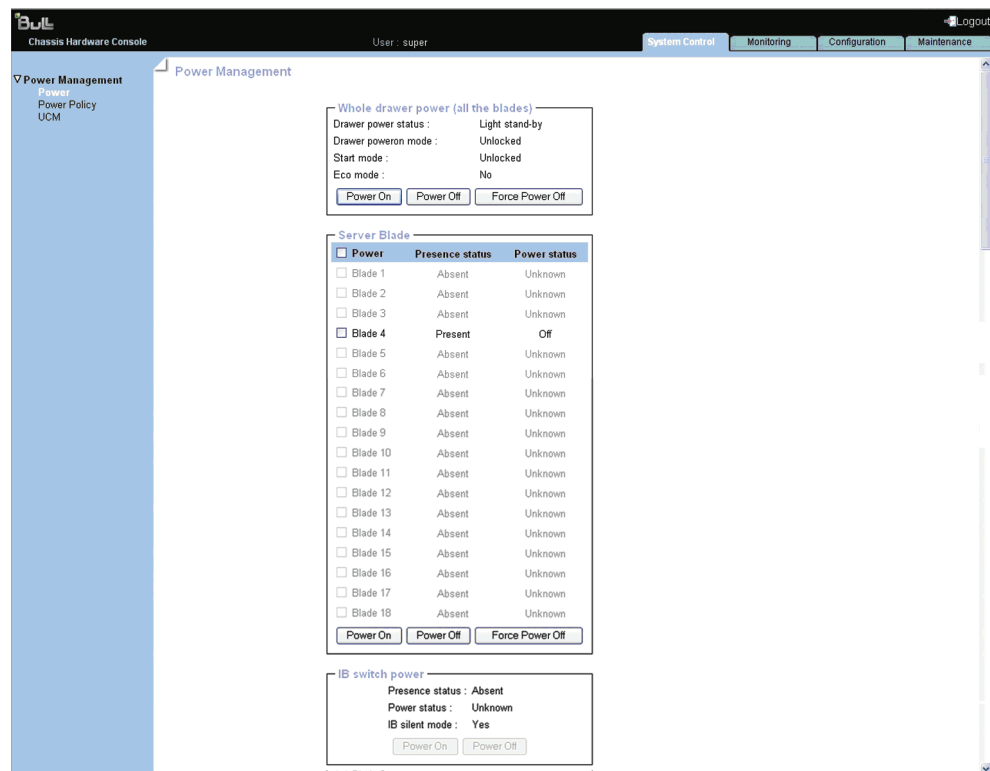 Bull
Logout
Chassis Hardware Console
User : super
System Control
Monitoring
Configuration
Maintenance
Power Management
Power
Power Policy
UCM
Power Management
Whole drawer power (all the blades)
Drawer power status : Light stand-by
Drawer poweron mode : Unlocked
Start mode : Unlocked
Eco mode : No
Power On Power Off Force Power Off
Server Blade
Power Presence status Power status
Blade 1 Absent Unknown
Blade 2 Absent Unknown
Blade 3 Absent Unknown
Blade 4 Present Off
Blade 5 Absent Unknown
Blade 6 Absent Unknown
Blade 7 Absent Unknown
Blade 8 Absent Unknown
Blade 9 Absent Unknown
Blade 10 Absent Unknown
Blade 11 Absent Unknown
Blade 12 Absent Unknown
Blade 13 Absent Unknown
Blade 14 Absent Unknown
Blade 15 Absent Unknown
Blade 16 Absent Unknown
Blade 17 Absent Unknown
Blade 18 Absent Unknown
Power On Power Off Force Power Off
IB switch power
Presence status : Absent
Power status : Unknown
IB silent mode : Yes
Power On Power Off